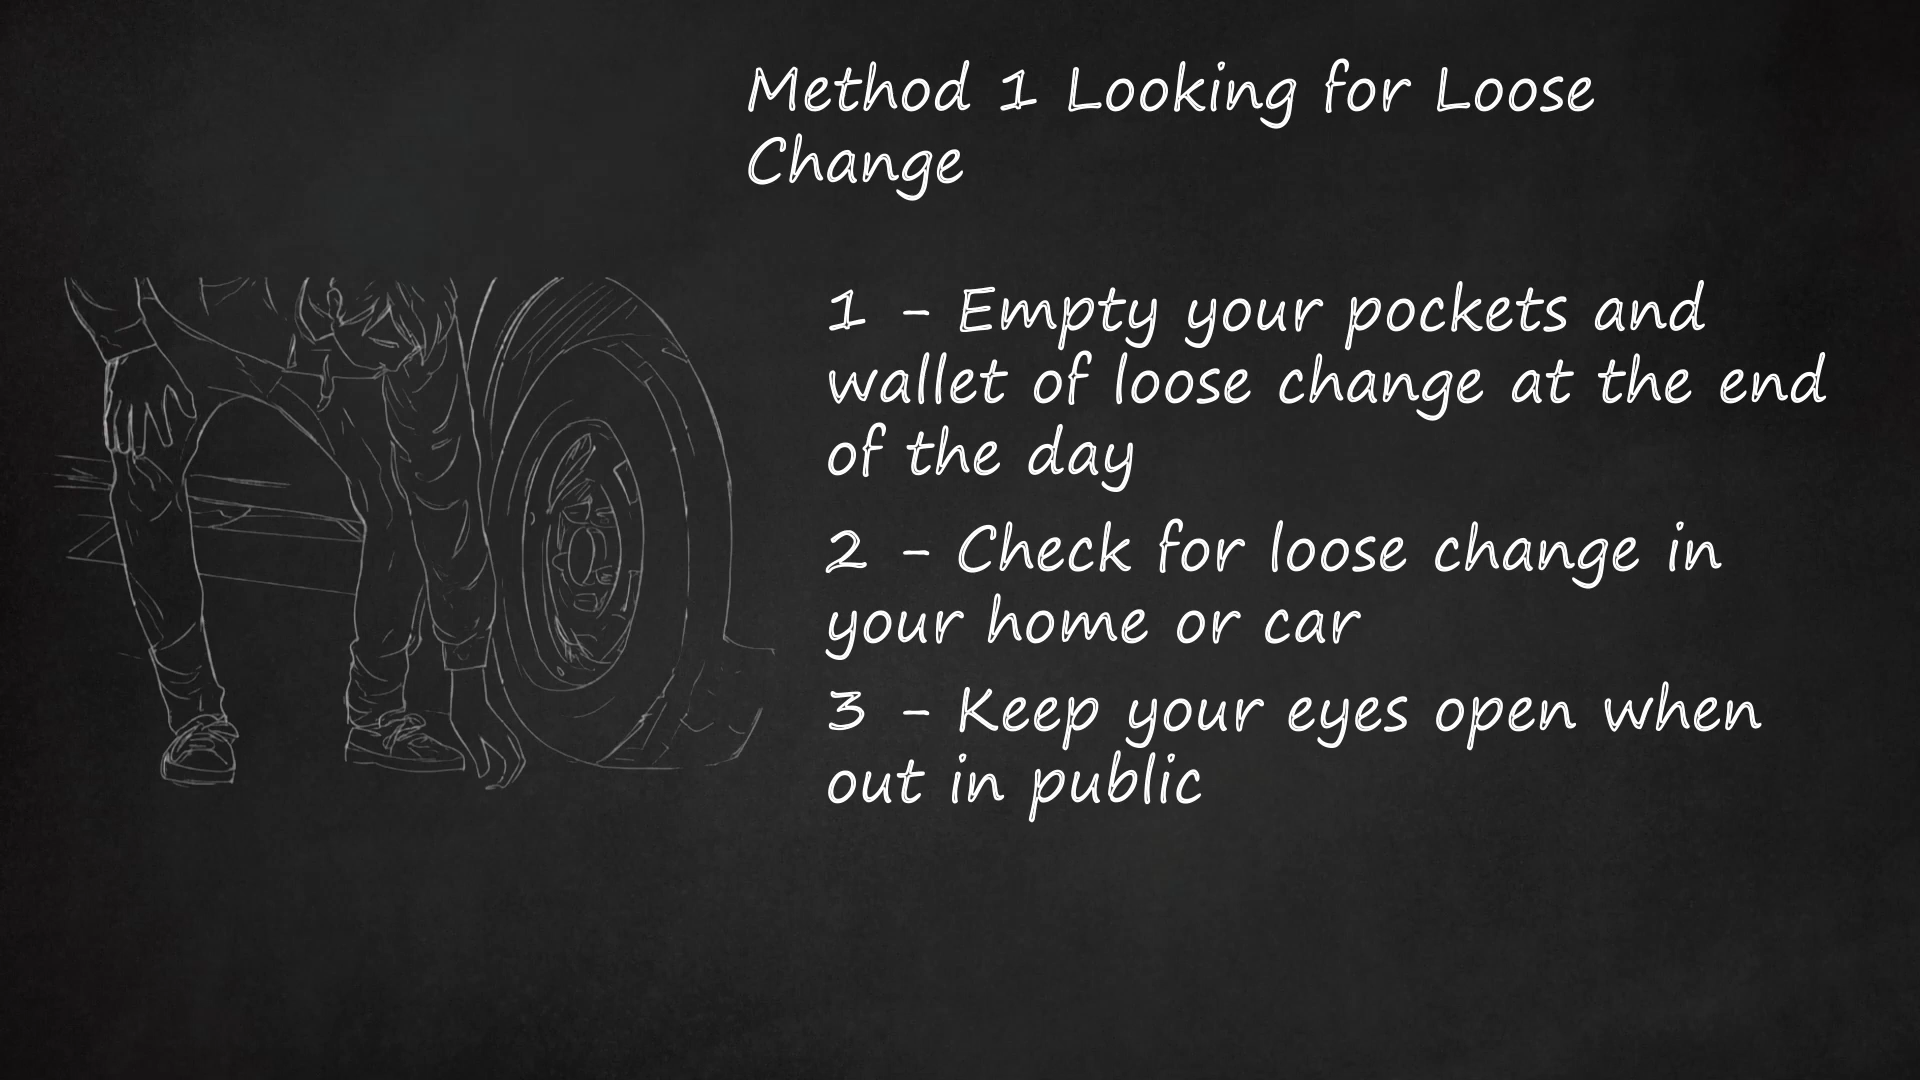 Method 1 Looking for Loose
Change
1 - Empty your pockets and
wallet of loose change at the end
of the day
2 - Check for loose change in
your home or car
3 - Keep your eyes open when
out in public